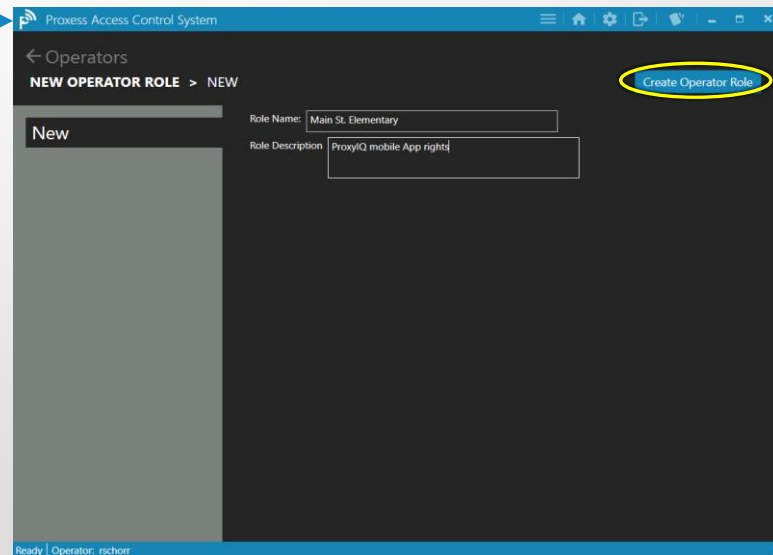 Proxess Access Control System
Operators
NEW OPERATOR ROLE > NEW
Create Operator Role
New
Role Name: Main St. Elementary
Role Description ProxyIQ mobile App rights
Ready Operator: rschorr